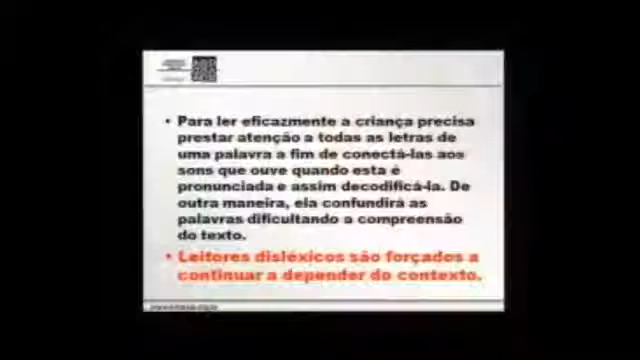 • Para ler eficazmente a criança precisa
prestar atenção a todas as letras de
uma palavra a fim de conectá-las aos
sons que ouve quando esta é
pronunciada e assim decodificá-la. De
outra maneira, ela confundirá as
palavras dificultando a compreensão
do texto.
• Leitores disléxicos são forçados a
continuar a depender do contexto.